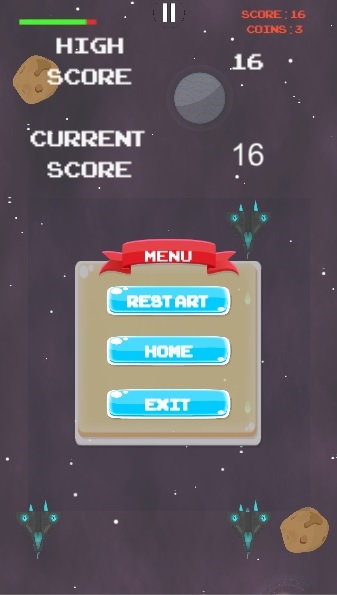 SCORE:16
COINS:3
HIGH
SCORE
16
CURRENT
SCORE
16
MENU
RESTART
HOME
EXIT